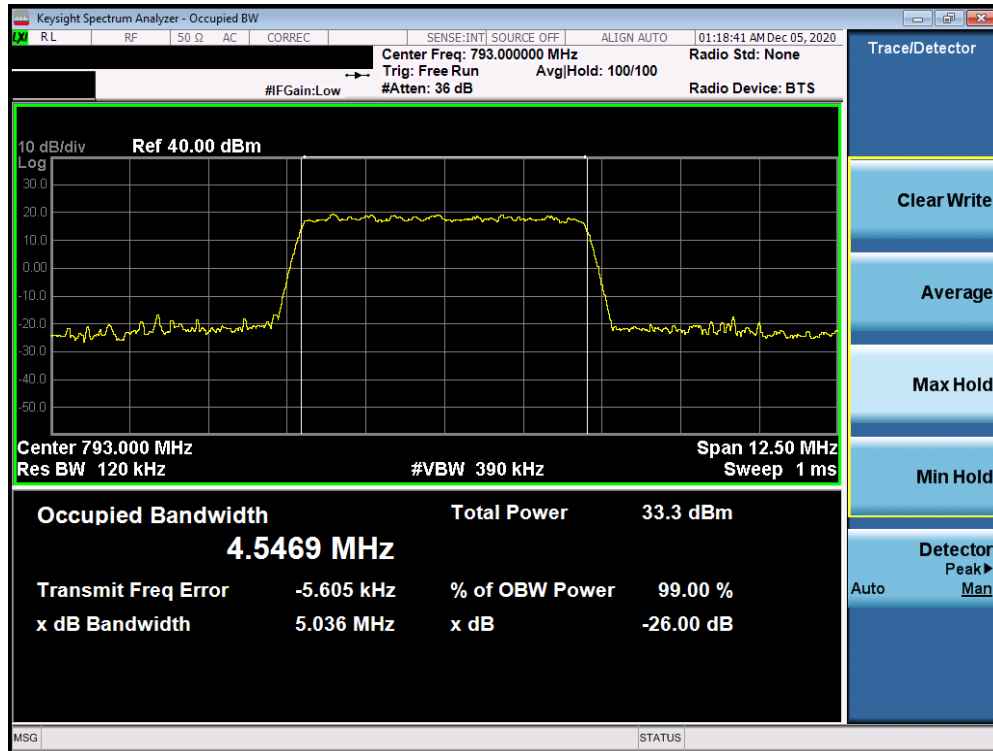 Keysight Spectrum Analyzer - Occupied BW
LXI RL RF 50 Ω AC CORREC SENSE:INT SOURCE OFF ALIGN AUTO 01:18:41 AM Dec 05, 2020
Center Freq: 793.000000 MHz Radio Std: None
Trig: Free Run Avg|Hold: 100/100
#IFGain:Low #Atten: 36 dB Radio Device: BTS
10 dB/div Ref 40.00 dBm
Log
30.0
20.0
10.0
0.00
-10.0
-20.0
-30.0
-40.0
-50.0
Center 793.000 MHz Span 12.50 MHz
Res BW 120 kHz #VBW 390 kHz Sweep 1 ms
Occupied Bandwidth Total Power 33.3 dBm
4.5469 MHz
Transmit Freq Error -5.605 kHz % of OBW Power 99.00 %
x dB Bandwidth 5.036 MHz x dB -26.00 dB
MSG STATUS
Trace/Detector
Clear Write
Average
Max Hold
Min Hold
Detector
Peak▶
Auto Man